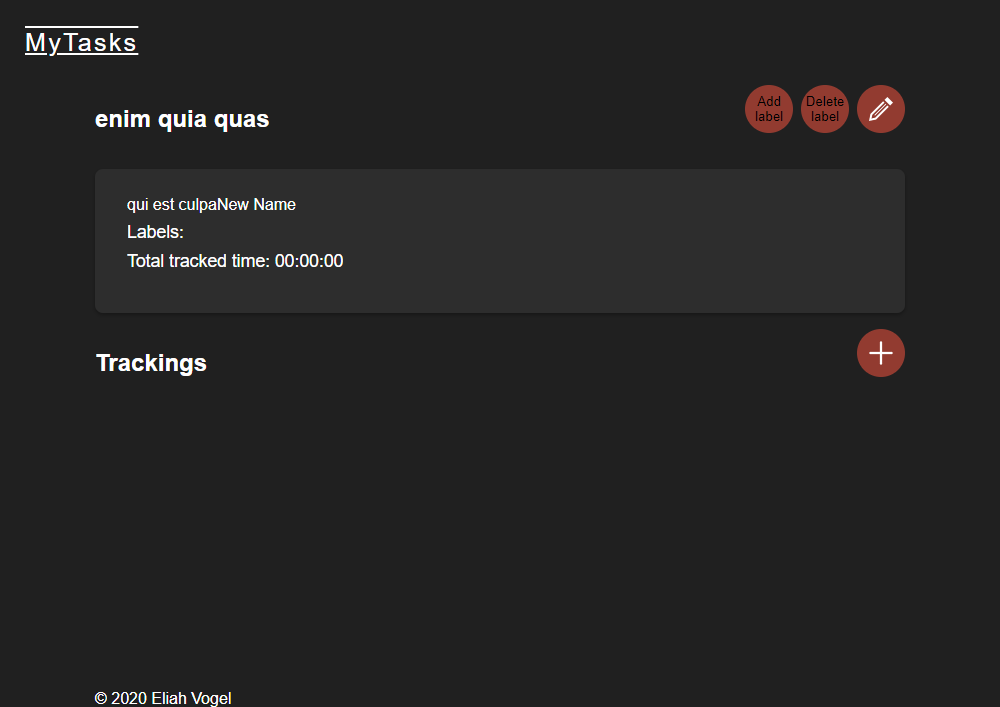 MyTasks
enim quia quas
Add
label
Delete
label
qui est culpaNew Name
Labels:
Total tracked time: 00:00:00
Trackings
© 2020 Eliah Vogel